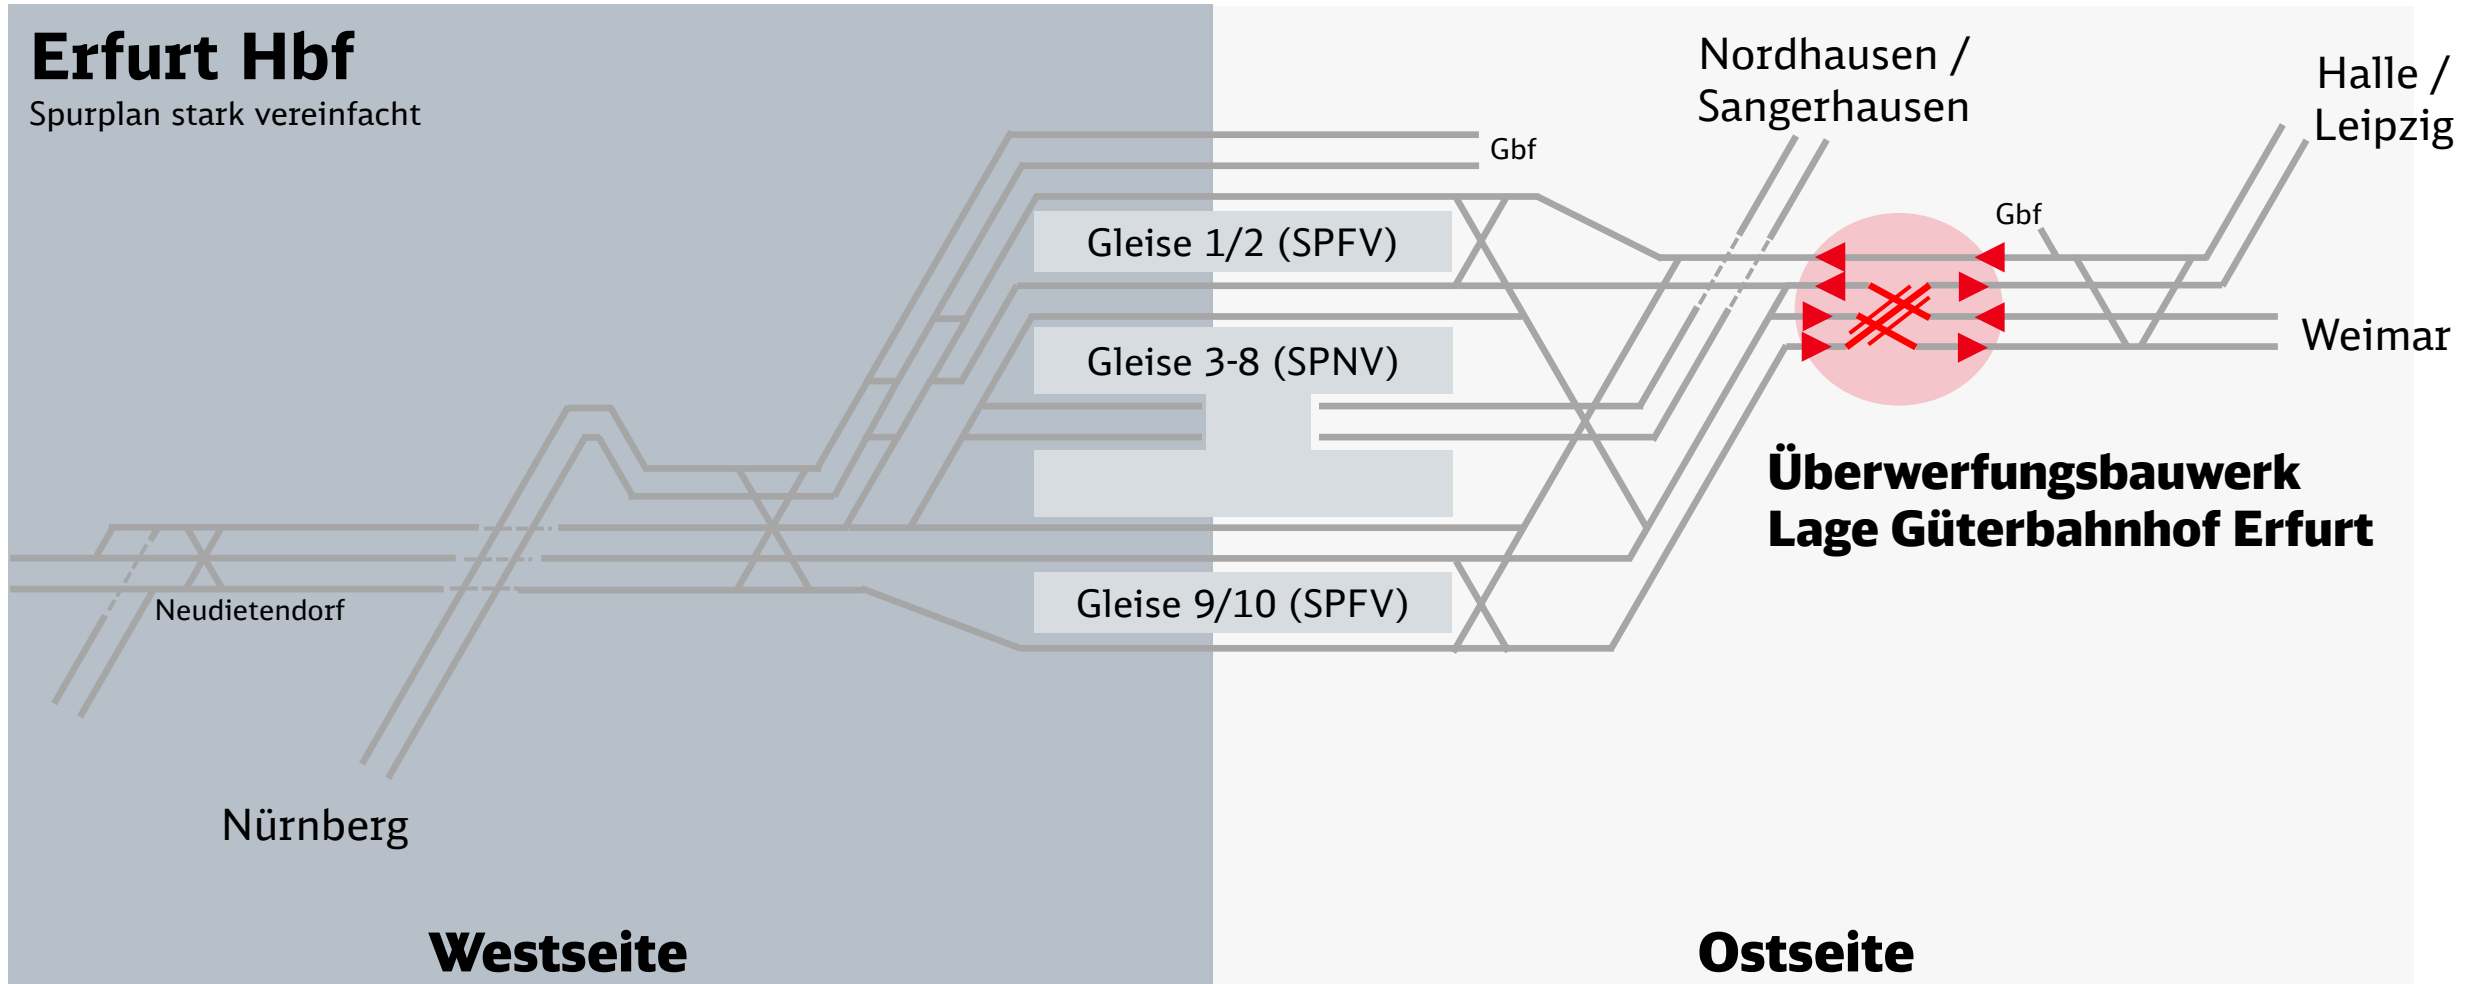 Erfurt Hbf
Spurplan stark vereinfacht
Nordhausen /
Sangerhausen
Halle /
Leipzig
Gbf
Gbf
Gleise 1/2 (SPFV)
Weimar
Gleise 3-8 (SPNV)
Überwerfungsbauwerk
Lage Güterbahnhof Erfurt
Gleise 9/10 (SPFV)
Neudietendorf
Nürnberg
Westseite
Ostseite